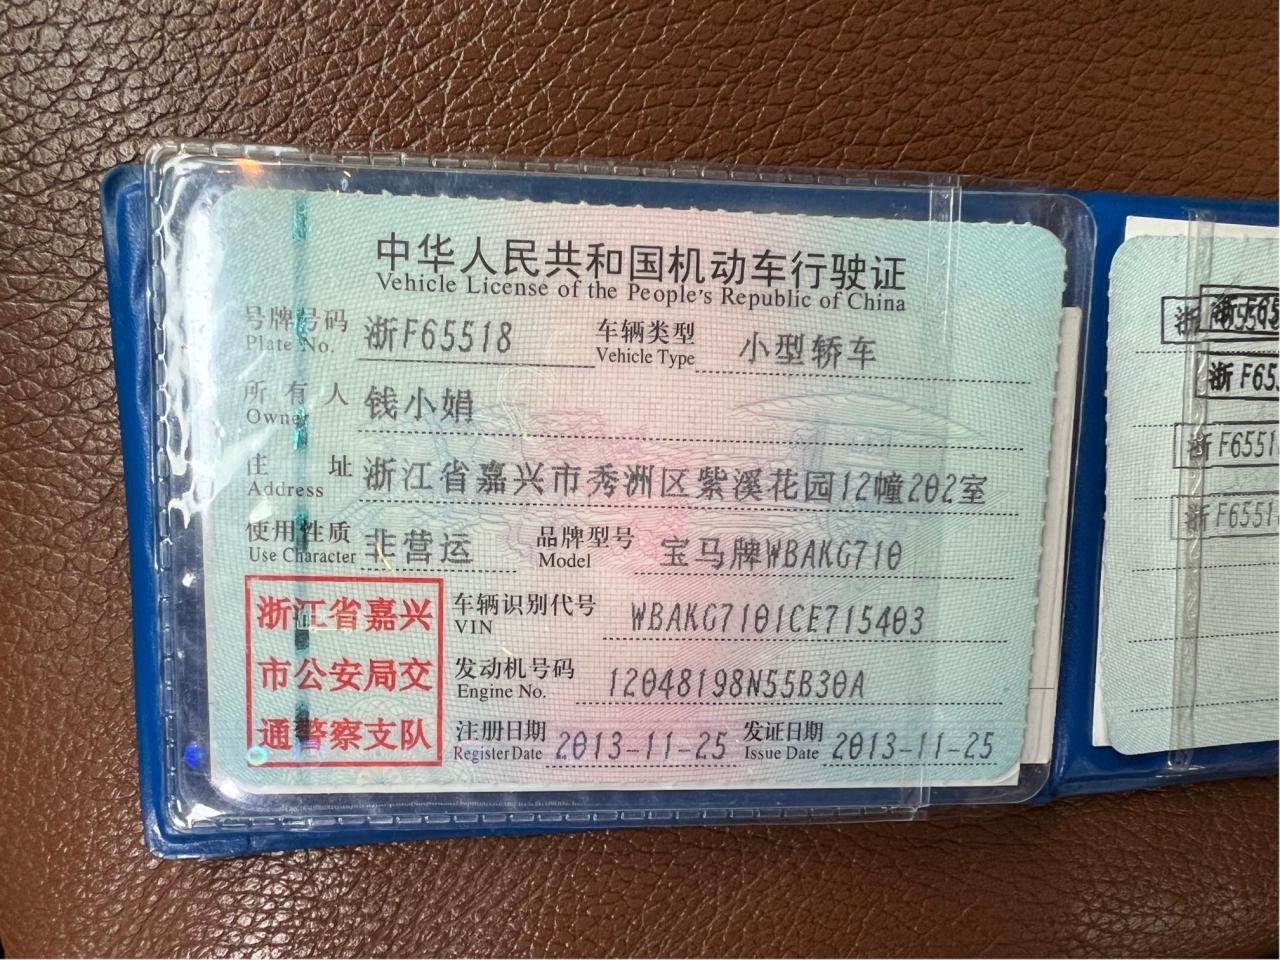 中华人民共和国机动车行驶证
Vehicle License of the People's Republic of China
号牌号码 浙F65518 车辆类型 小型轿车
Plate No. Vehicle Type
所有人 钱小娟
Owner
住址 浙江省嘉兴市秀洲区紫溪花园12幢202室
Address
使用性质 非营运 品牌型号 宝马牌WBAKG710
Use Character Model
浙江省嘉兴
市公安局交
通警察支队
车辆识别代号 WBAKG7101CE715403
VIN
发动机号码 12048198N55B30A
Engine No.
注册日期 2013-11-25 发证日期 2013-11-25
Register Date Issue Date
浙F655
浙F6551
浙F6551